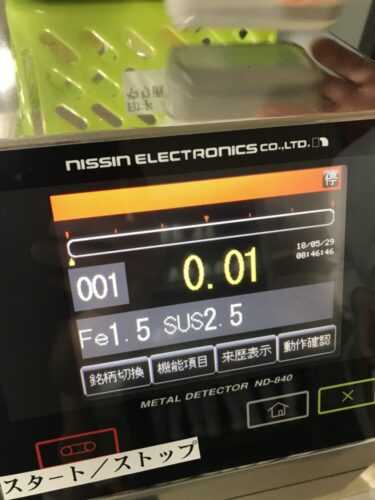 NISSIN ELECTRONICS CO.,LTD.
停
18/05/29
08:46:46
001
0.01
Fe1.5 SUS2.5
銘柄切換 機能項目 来歴表示 動作確認
METAL DETECTOR ND-840
スタート／ストップ